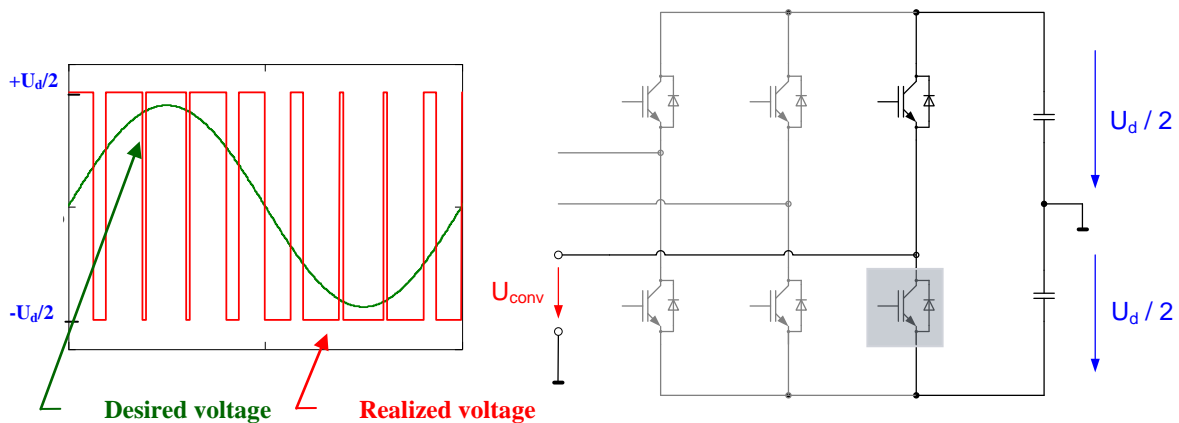 +Ud/2
-Ud/2
Desired voltage
Realized voltage
Uconv
Ud / 2
Ud / 2